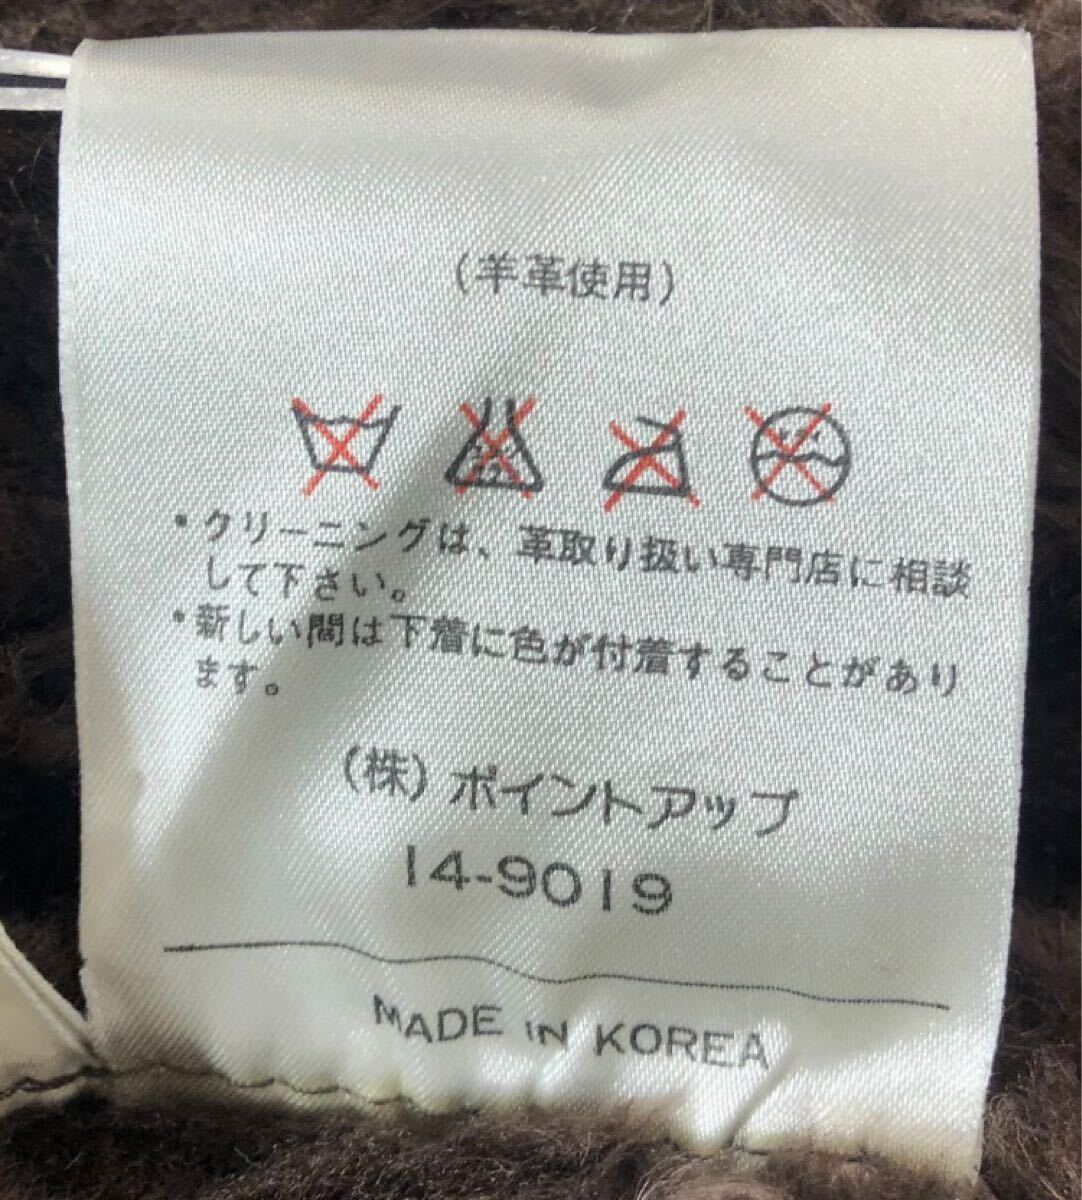 (羊革使用)
・クリーニングは、革取り扱い専門店に相談
して下さい。
・新しい間は下着に色が付着することがあり
ます。
(株)ポイントアップ
14-9019
MADE IN KOREA